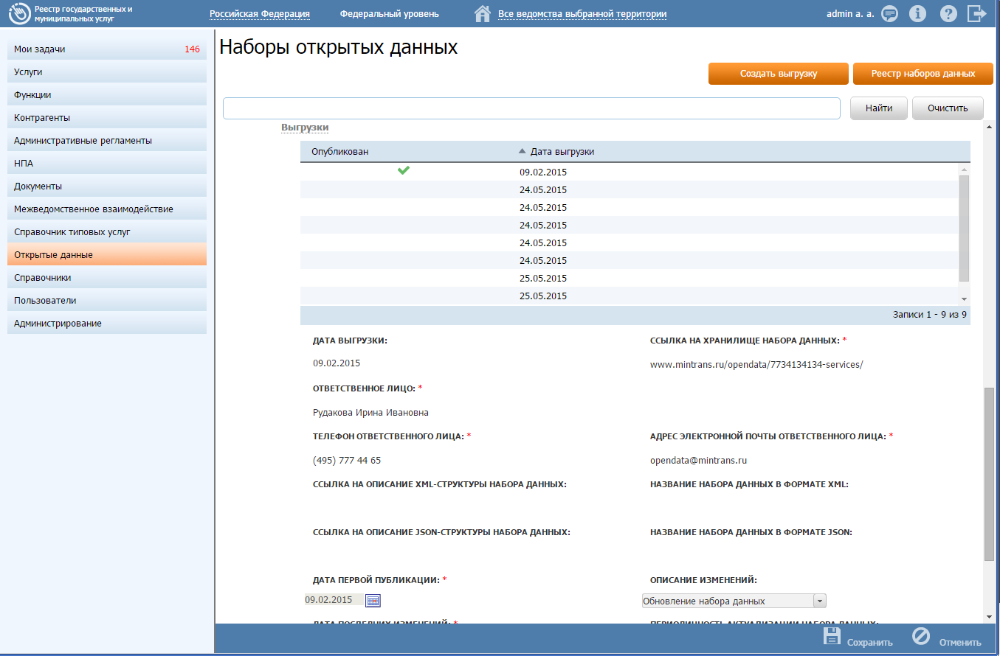 Реестр государственных и
муниципальных услуг
Российская Федерация
Федеральный уровень
Все ведомства выбранной территории
admin a. a.
Мои задачи 146
Услуги
Функции
Контрагенты
Административные регламенты
НПА
Документы
Межведомственное взаимодействие
Справочник типовых услуг
Открытые данные
Справочники
Пользователи
Администрирование
Наборы открытых данных
Создать выгрузку
Реестр наборов данных
Найти
Очистить
Выгрузки
Опубликован Дата выгрузки
09.02.2015
24.05.2015
24.05.2015
24.05.2015
24.05.2015
24.05.2015
25.05.2015
25.05.2015
Записи 1 - 9 из 9
ДАТА ВЫГРУЗКИ:
09.02.2015
ССЫЛКА НА ХРАНИЛИЩЕ НАБОРА ДАННЫХ: *
www.mintrans.ru/opendata/7734134134-services/
ОТВЕТСТВЕННОЕ ЛИЦО: *
Рудакова Ирина Ивановна
ТЕЛЕФОН ОТВЕТСТВЕННОГО ЛИЦА: *
(495) 777 44 65
АДРЕС ЭЛЕКТРОННОЙ ПОЧТЫ ОТВЕТСТВЕННОГО ЛИЦА: *
opendata@mintrans.ru
ССЫЛКА НА ОПИСАНИЕ XML-СТРУКТУРЫ НАБОРА ДАННЫХ:
НАЗВАНИЕ НАБОРА ДАННЫХ В ФОРМАТЕ XML:
ССЫЛКА НА ОПИСАНИЕ JSON-СТРУКТУРЫ НАБОРА ДАННЫХ:
НАЗВАНИЕ НАБОРА ДАННЫХ В ФОРМАТЕ JSON:
ДАТА ПЕРВОЙ ПУБЛИКАЦИИ: *
09.02.2015
ОПИСАНИЕ ИЗМЕНЕНИЙ:
Обновление набора данных
ДАТА ПОСЛЕДНИХ ИЗМЕНЕНИЙ: *
ПЕРИОДИЧНОСТЬ АКТУАЛИЗАЦИИ НАБОРА ДАННЫХ:
Сохранить
Отменить